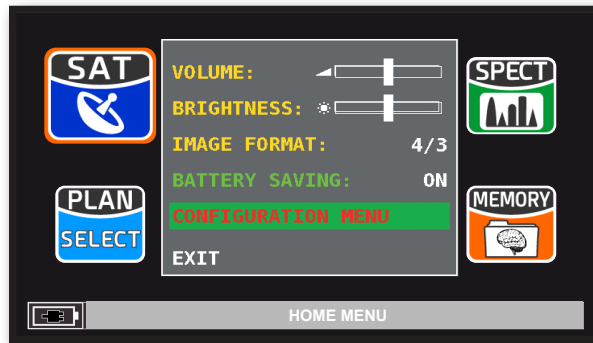 SAT
VOLUME:
BRIGHTNESS:
IMAGE FORMAT: 4/3
BATTERY SAVING: ON
CONFIGURATION MENU
EXIT
SPECT
PLAN
SELECT
MEMORY
HOME MENU